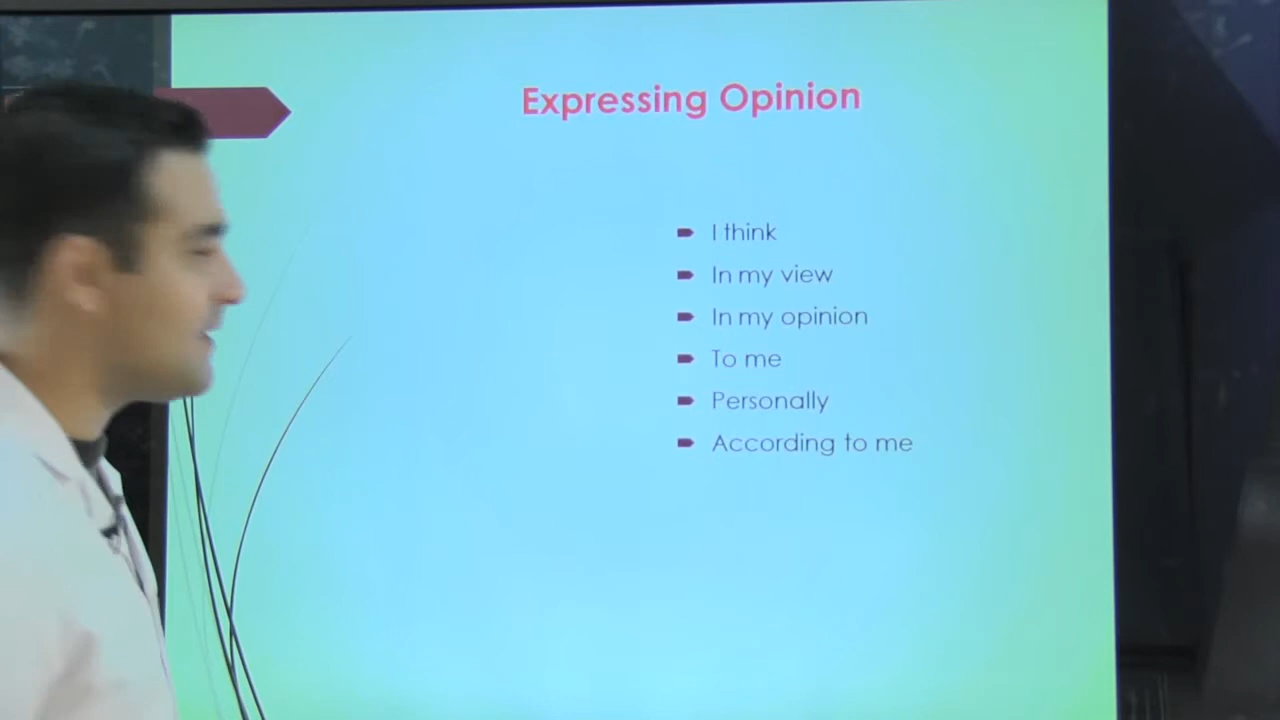 Expressing Opinion
I think
In my view
In my opinion
To me
Personally
According to me